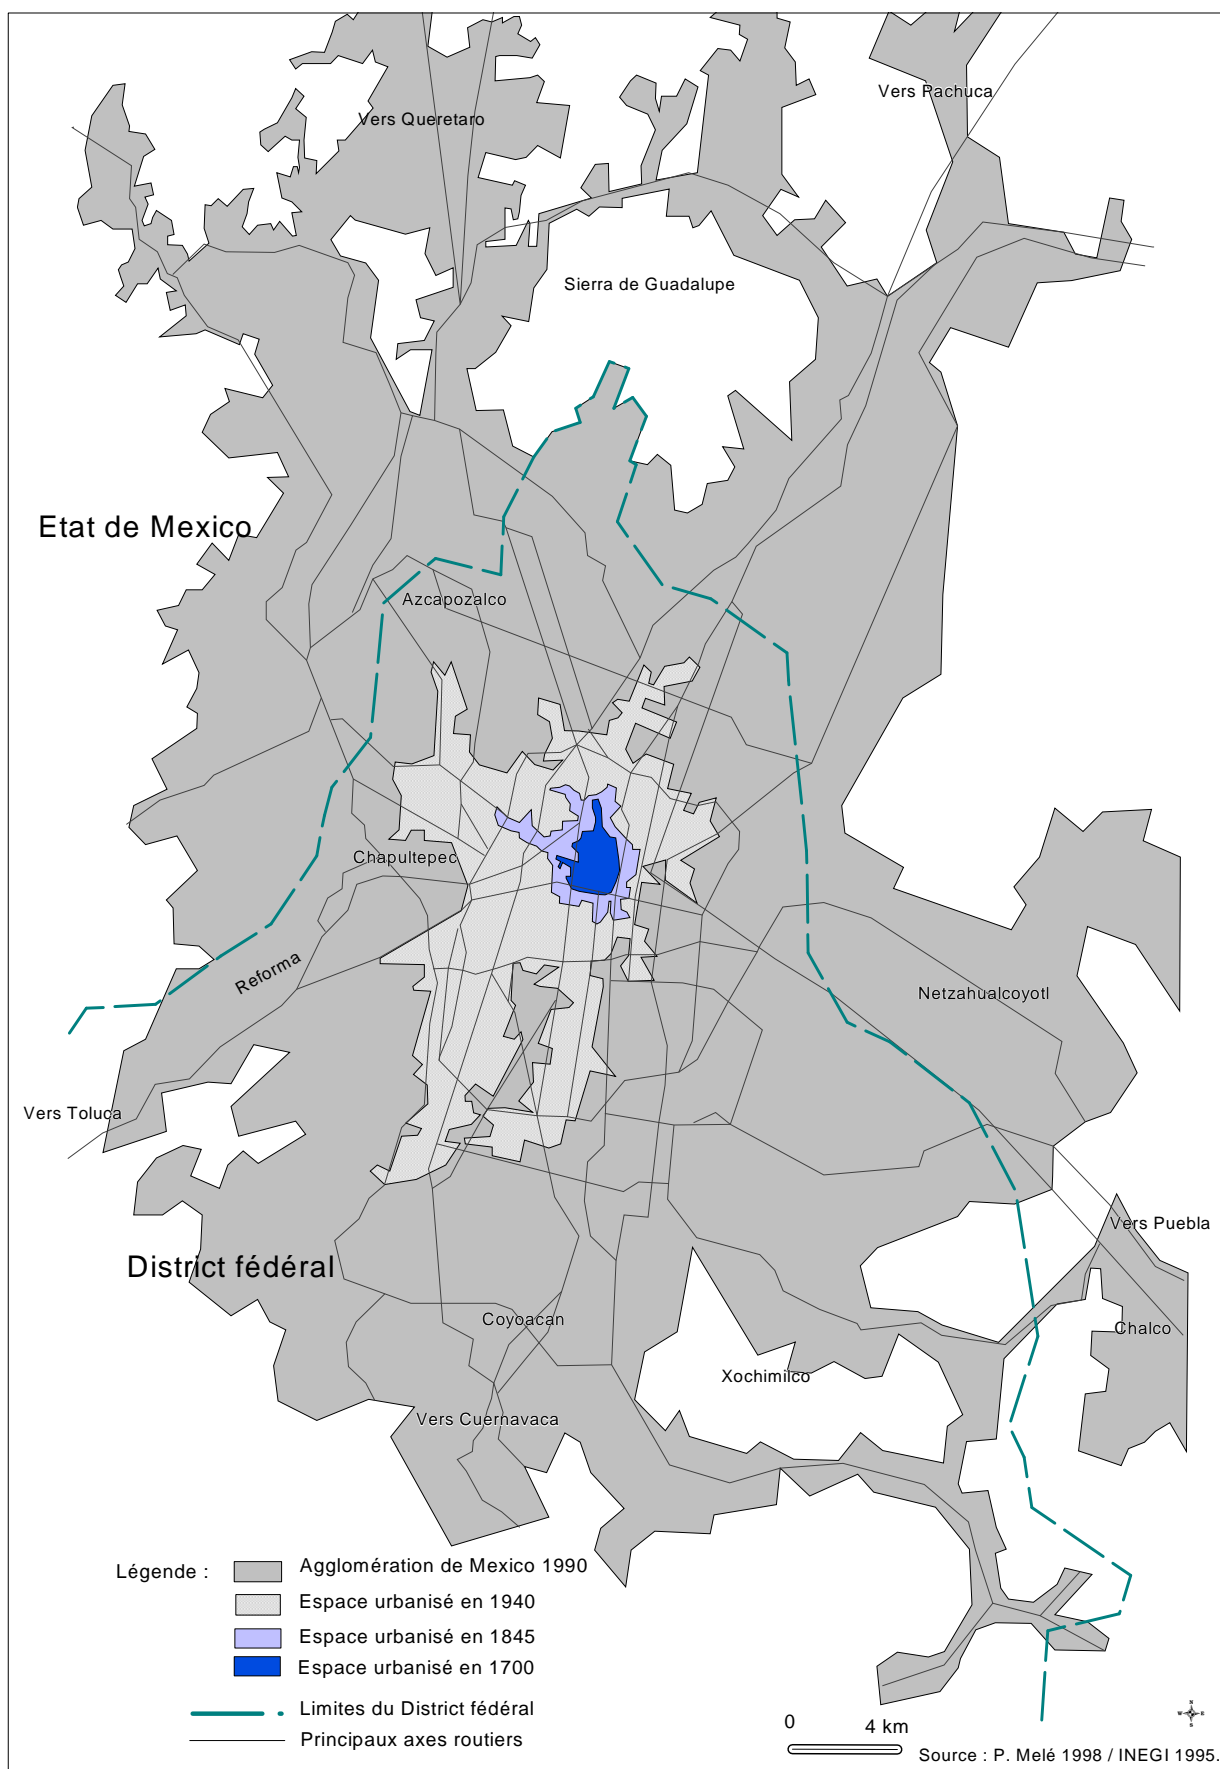 Vers Pachuca
Vers Queretaro
Sierra de Guadalupe
Etat de Mexico
Azcapozalco
Chapultepec
Reforma
Netzahualcoyotl
Vers Toluca
Vers Puebla
District fédéral
Coyoacan
Chalco
Xochimilco
Vers Cuernavaca
Légende :
Agglomération de Mexico 1990
Espace urbanisé en 1940
Espace urbanisé en 1845
Espace urbanisé en 1700
Limites du District fédéral
Principaux axes routiers
0 4 km
N
W E
S
Source : P. Melé 1998 / INEGI 1995.